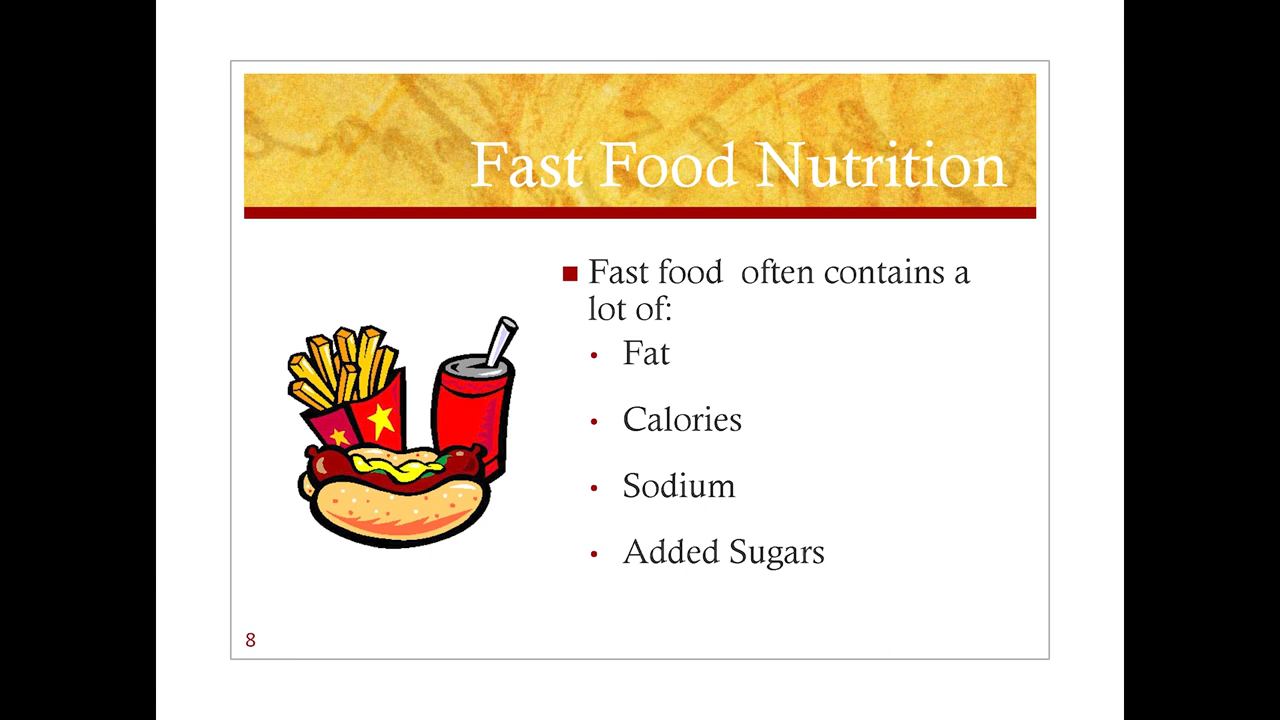 Fast Food Nutrition
■ Fast food  often contains a
lot of:
• Fat
• Calories
• Sodium
• Added Sugars
8